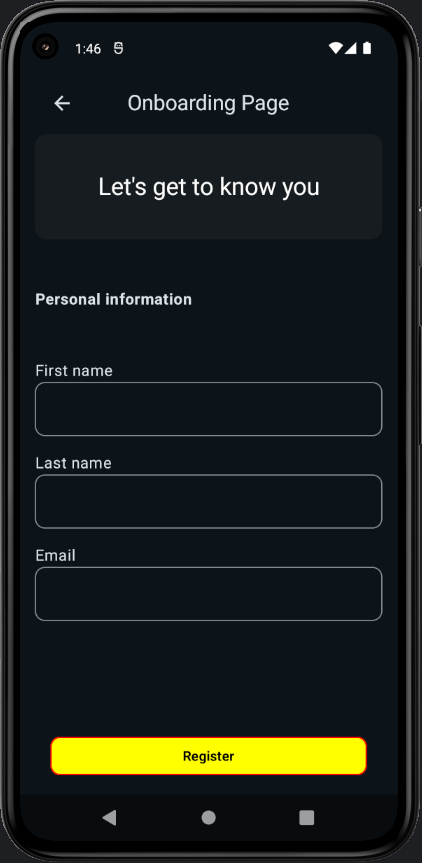 1:46
Onboarding Page
Let's get to know you
Personal information
First name
Last name
Email
Register